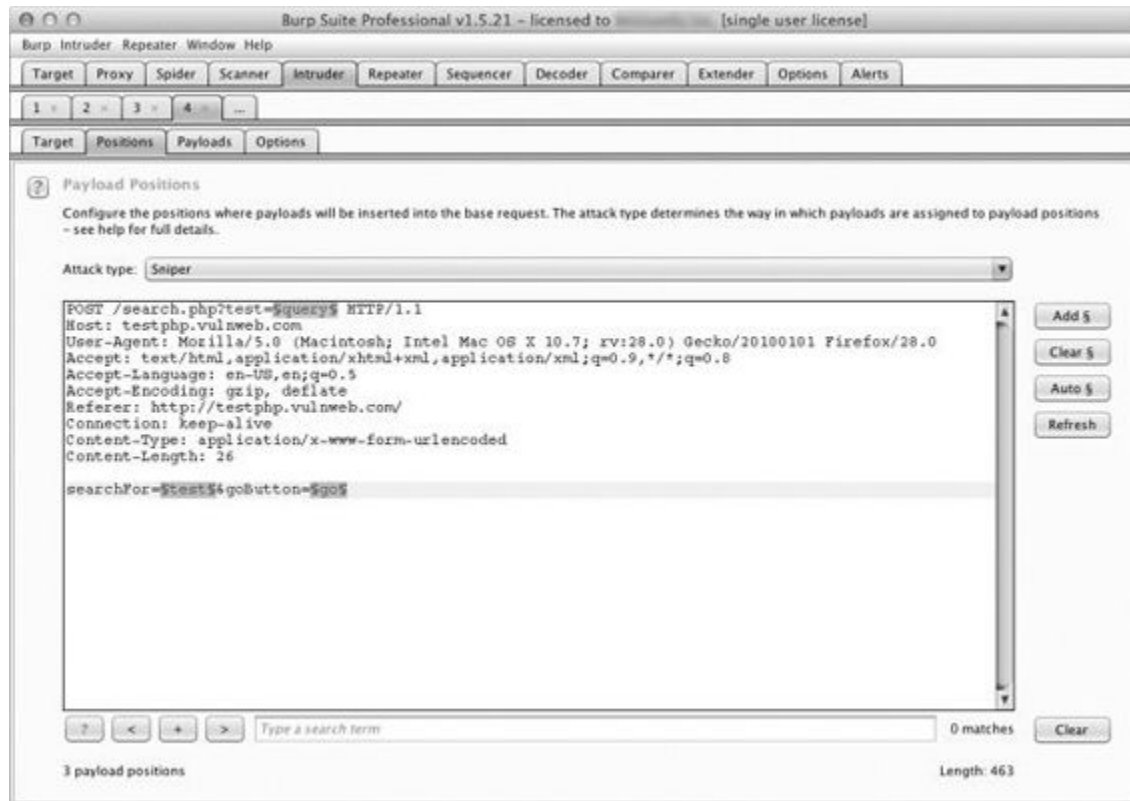 Burp Suite Professional v1.5.21 – licensed to [single user license]
Burp Intruder Repeater Window Help
Target Proxy Spider Scanner Intruder Repeater Sequencer Decoder Comparer Extender Options Alerts
1 × 2 × 3 × 4 × ...
Target Positions Payloads Options
? Payload Positions
Configure the positions where payloads will be inserted into the base request. The attack type determines the way in which payloads are assigned to payload positions
– see help for full details.
Attack type: Sniper
POST /search.php?test=§query§ HTTP/1.1
Host: testphp.vulnweb.com
User-Agent: Mozilla/5.0 (Macintosh; Intel Mac OS X 10.7; rv:28.0) Gecko/20100101 Firefox/28.0
Accept: text/html,application/xhtml+xml,application/xml;q=0.9,*/*;q=0.8
Accept-Language: en-US,en;q=0.5
Accept-Encoding: gzip, deflate
Referer: http://testphp.vulnweb.com/
Connection: keep-alive
Content-Type: application/x-www-form-urlencoded
Content-Length: 26
searchFor=§test§&goButton=§go§
Add §
Clear §
Auto §
Refresh
? < + > Type a search term 0 matches Clear
3 payload positions Length: 463